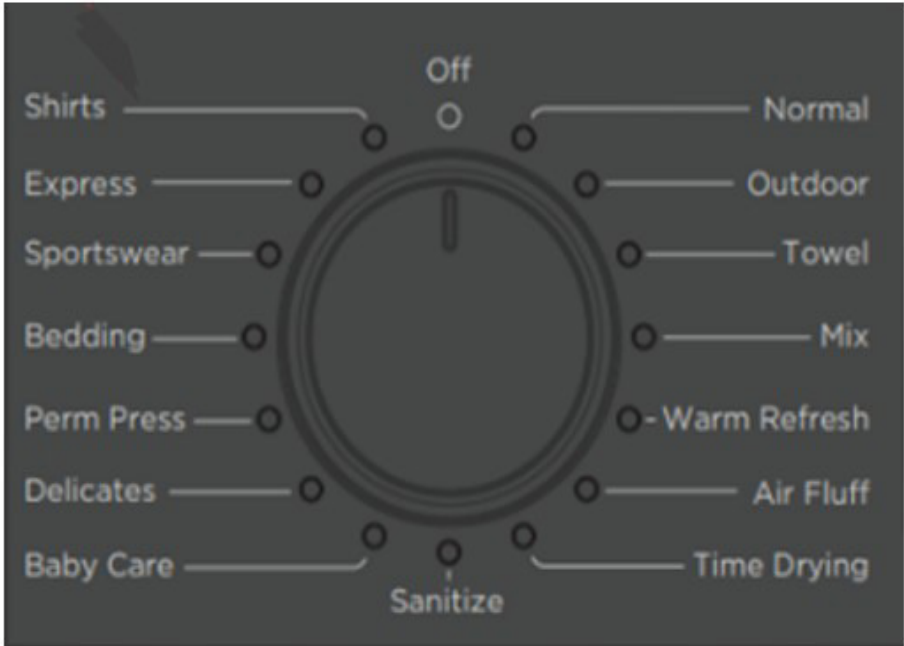 Off
Shirts
Normal
Express
Outdoor
Sportswear
Towel
Bedding
Mix
Perm Press
Warm Refresh
Delicates
Air Fluff
Baby Care
Time Drying
Sanitize